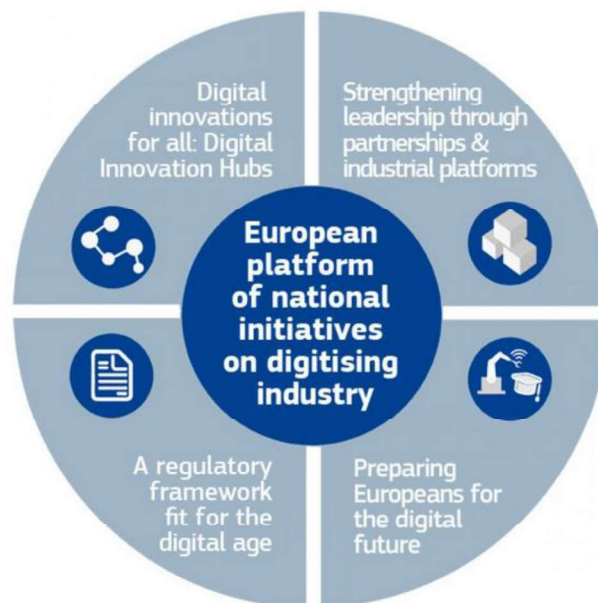 Digital
innovations
for all: Digital
Innovation Hubs
Strengthening
leadership through
partnerships &
industrial platforms
European
platform
of national
initiatives
on digitising
industry
A regulatory
framework
fit for the
digital age
Preparing
Europeans for
the digital
future